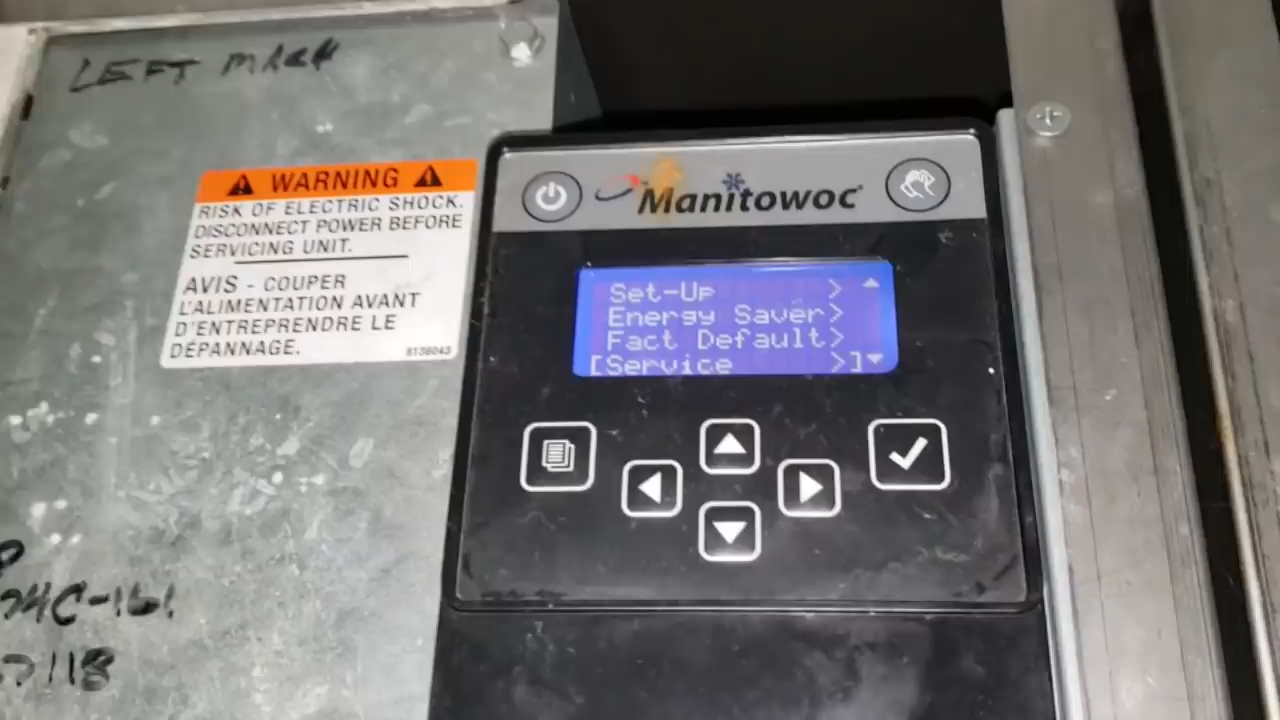 LEFT MACH
WARNING
RISK OF ELECTRIC SHOCK.
DISCONNECT POWER BEFORE
SERVICING UNIT.
AVIS - COUPER
L'ALIMENTATION AVANT
D'ENTREPRENDRE LE
DÉPANNAGE.
8138043
Manitowoc
Set-Up >
Energy Saver>
Fact Default>
[Service >]